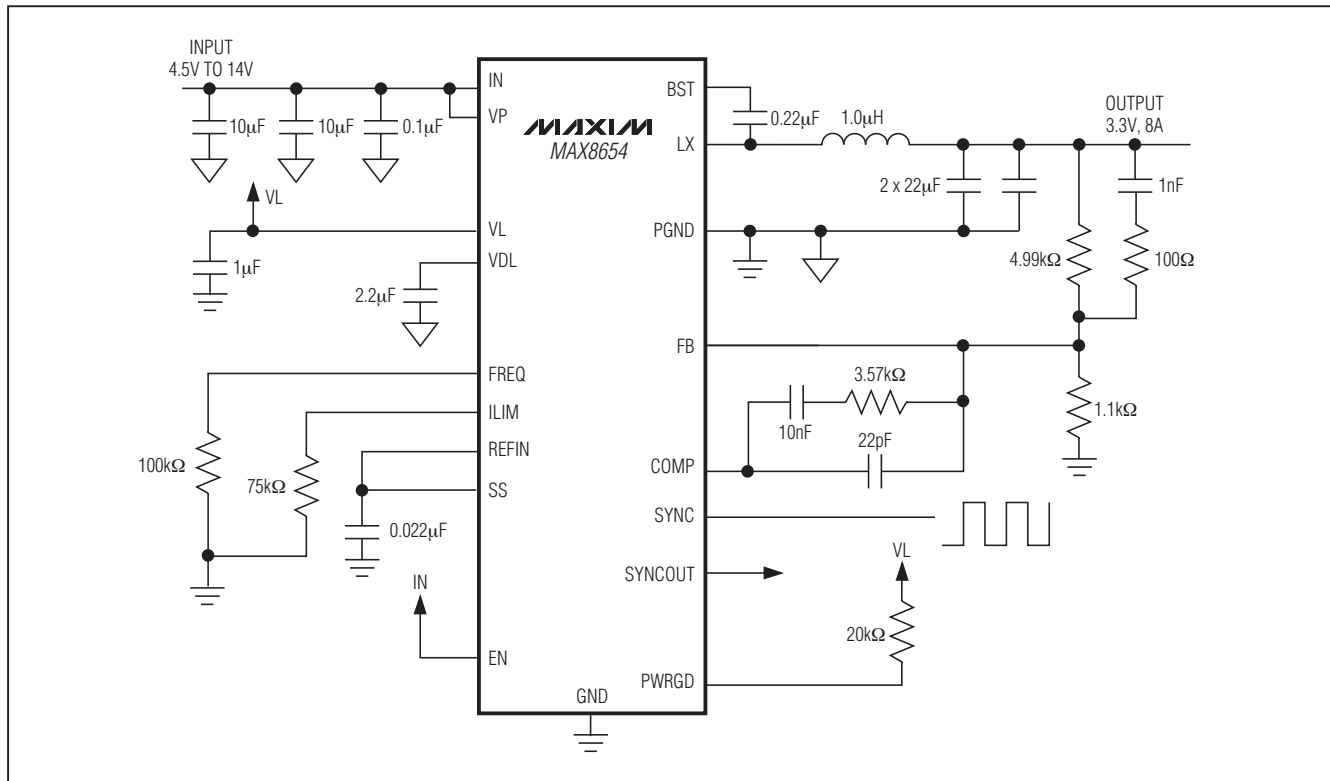 INPUT
4.5V TO 14V
10µF
10µF
0.1µF
VL
1µF
2.2µF
100kΩ
75kΩ
0.022µF
IN
IN
VP
VL
VDL
FREQ
ILIM
REFIN
SS
EN
MAXIM
MAX8654
GND
BST
LX
PGND
FB
COMP
SYNC
SYNCOUT
PWRGD
0.22µF
1.0µH
OUTPUT
3.3V, 8A
2 x 22µF
1nF
4.99kΩ
100Ω
3.57kΩ
10nF
22pF
1.1kΩ
VL
20kΩ